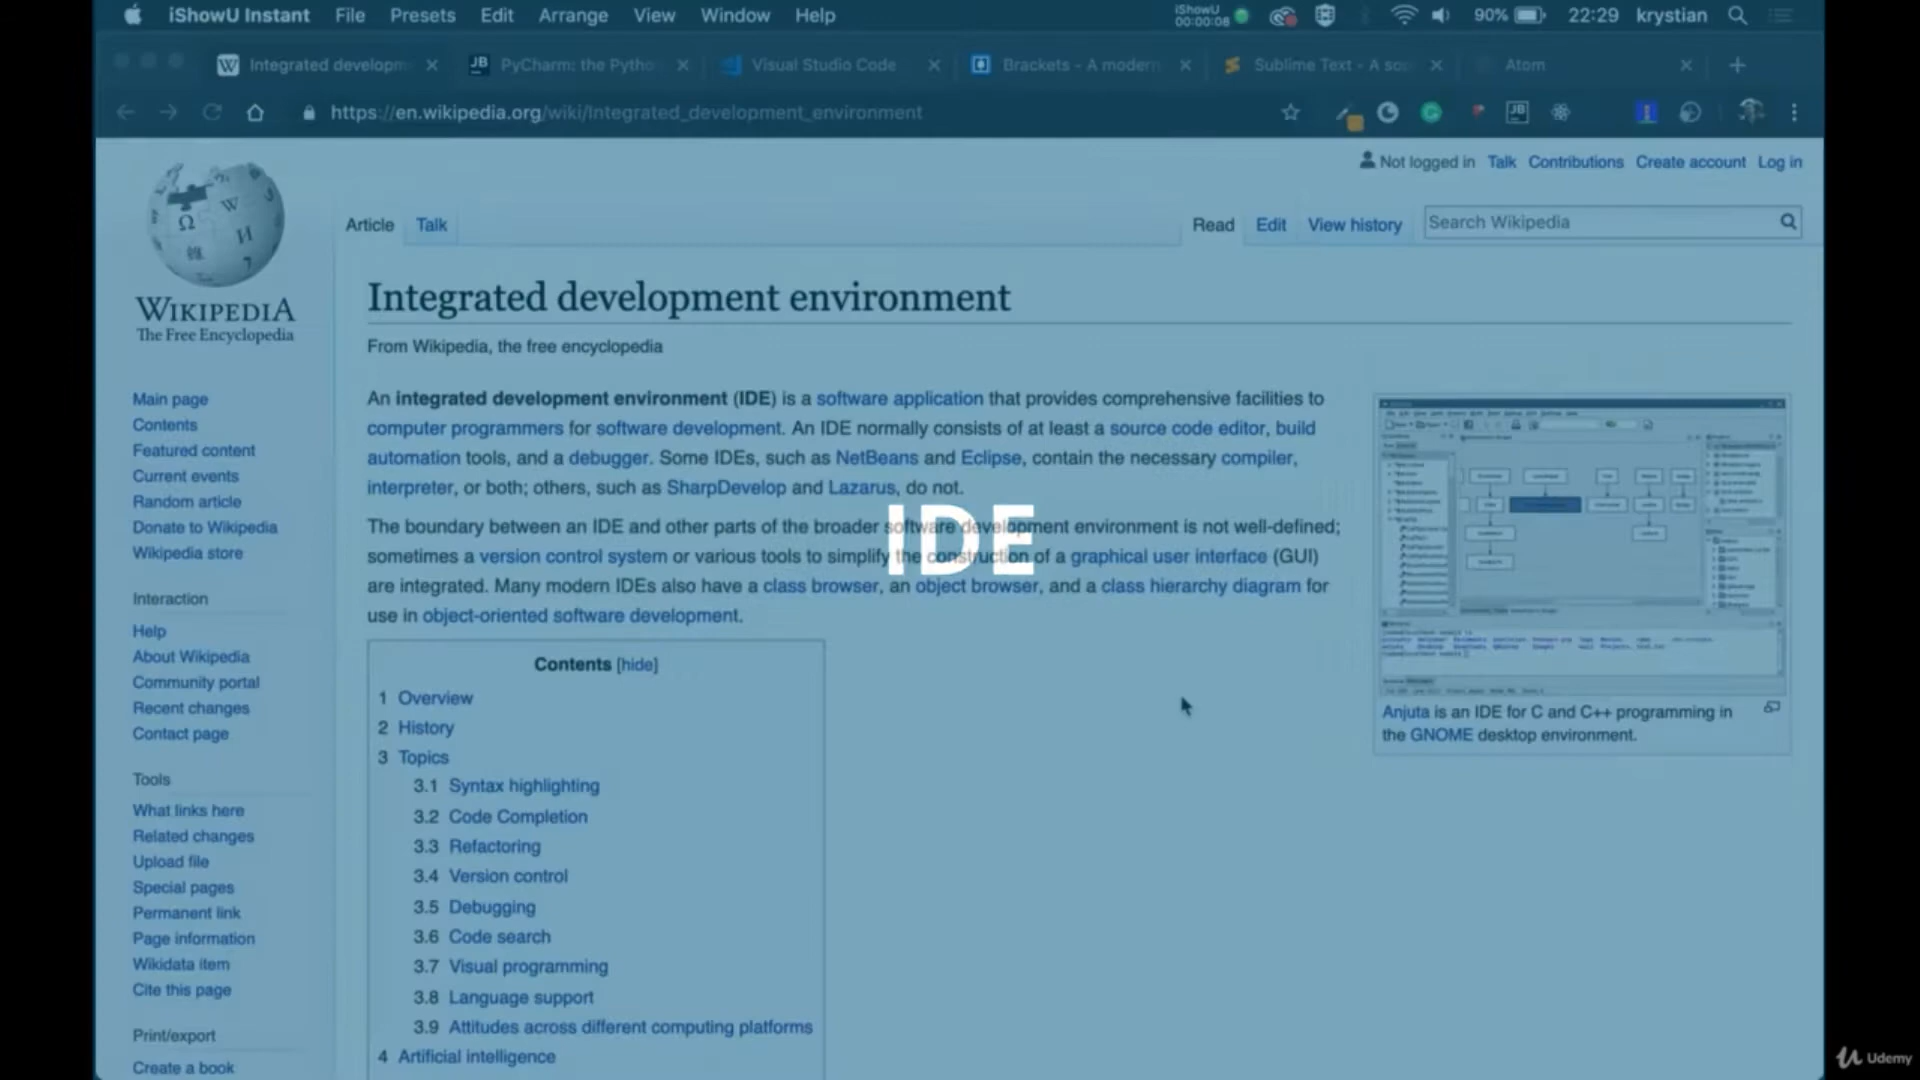 iShowU Instant File Presets Edit Arrange View Window Help iShowU 00:00:08 90% 22:29 krystian
Integrated developm JB PyCharm: the Pytho Visual Studio Code Brackets - A modern Sublime Text - A sco Atom
https://en.wikipedia.org/wiki/Integrated_development_environment JB
Not logged in Talk Contributions Create account Log in
Article Talk Read Edit View history Search Wikipedia
WIKIPEDIA
The Free Encyclopedia
Main page
Contents
Featured content
Current events
Random article
Donate to Wikipedia
Wikipedia store
Interaction
Help
About Wikipedia
Community portal
Recent changes
Contact page
Tools
What links here
Related changes
Upload file
Special pages
Permanent link
Page information
Wikidata item
Cite this page
Print/export
Create a book
Integrated development environment
From Wikipedia, the free encyclopedia
An integrated development environment (IDE) is a software application that provides comprehensive facilities to
computer programmers for software development. An IDE normally consists of at least a source code editor, build
automation tools, and a debugger. Some IDEs, such as NetBeans and Eclipse, contain the necessary compiler,
interpreter, or both; others, such as SharpDevelop and Lazarus, do not.
The boundary between an IDE and other parts of the broader software development environment is not well-defined;
sometimes a version control system or various tools to simplify the construction of a graphical user interface (GUI)
are integrated. Many modern IDEs also have a class browser, an object browser, and a class hierarchy diagram for
use in object-oriented software development.
IDE
Contents [hide]
1 Overview
2 History
3 Topics
3.1 Syntax highlighting
3.2 Code Completion
3.3 Refactoring
3.4 Version control
3.5 Debugging
3.6 Code search
3.7 Visual programming
3.8 Language support
3.9 Attitudes across different computing platforms
4 Artificial intelligence
Anjuta is an IDE for C and C++ programming in
the GNOME desktop environment.
Udemy